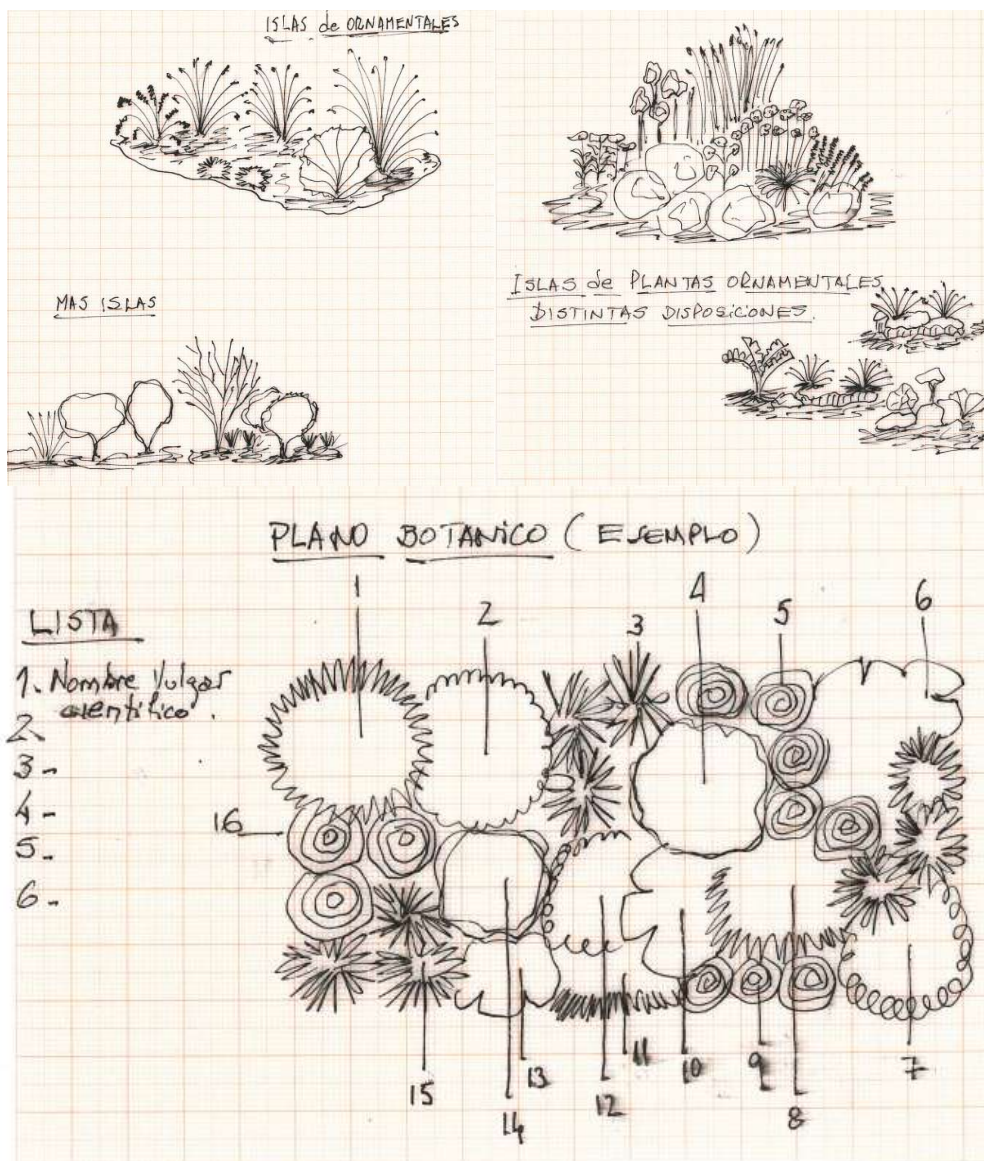 ISLAS de ORNAMENTALES
MAS ISLAS
ISLAS de PLANTAS ORNAMENTALES
DISTINTAS DISPOSICIONES.
PLANO BOTANICO (EJEMPLO)
LISTA
1. Nombre Vulgar
cientifico.
2.
3-
4-
5-
6-
1
2
3
4
5
6
16
15
14
13
12
11
10
9
8
7